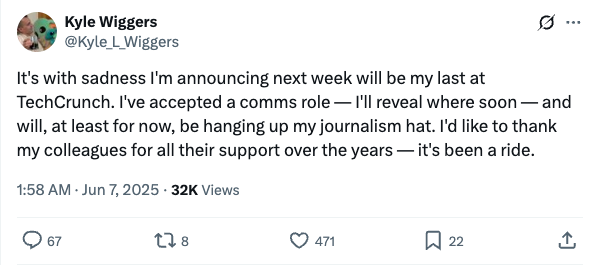 Kyle Wiggers
@Kyle_L_Wiggers
It's with sadness I'm announcing next week will be my last at
TechCrunch. I've accepted a comms role — I'll reveal where soon — and
will, at least for now, be hanging up my journalism hat. I'd like to thank
my colleagues for all their support over the years — it's been a ride.
1:58 AM · Jun 7, 2025 · 32K Views
67 8 471 22